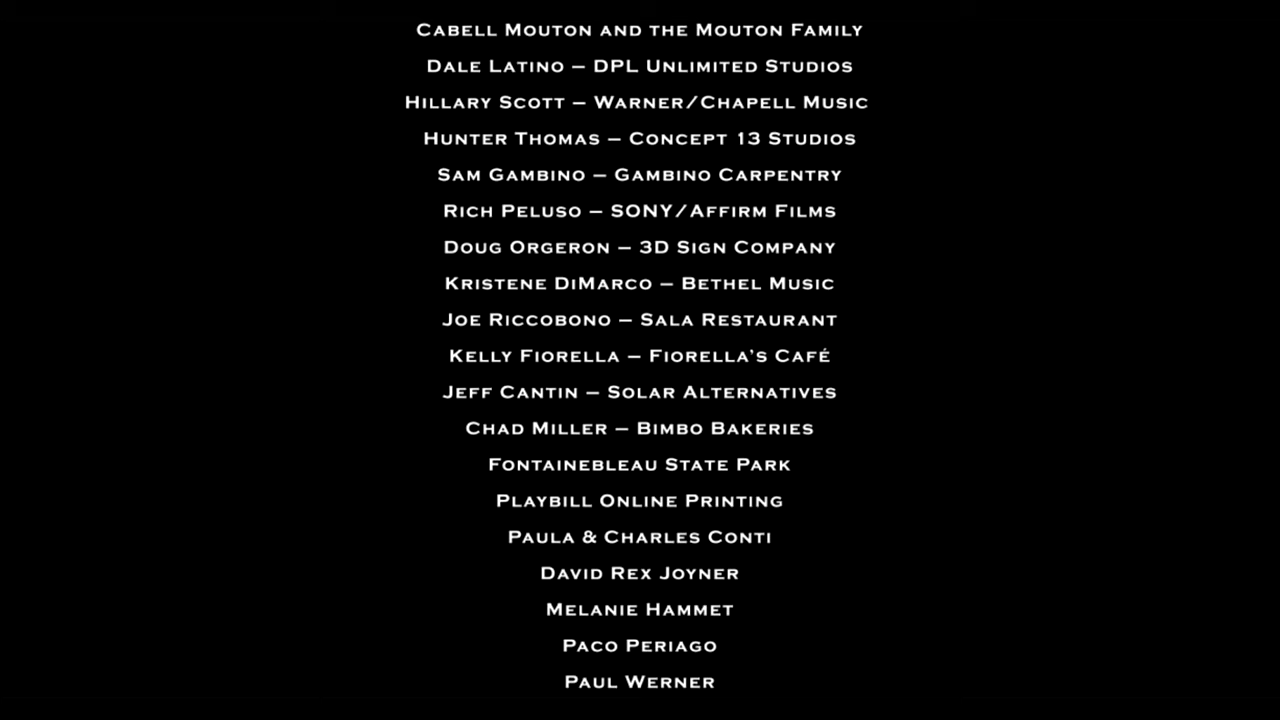 Cabell Mouton and the Mouton Family
Dale Latino – DPL Unlimited Studios
Hillary Scott – Warner/Chapell Music
Hunter Thomas – Concept 13 Studios
Sam Gambino – Gambino Carpentry
Rich Peluso – SONY/Affirm Films
Doug Orgeron – 3D Sign Company
Kristene DiMarco – Bethel Music
Joe Riccobono – Sala Restaurant
Kelly Fiorella – Fiorella's Café
Jeff Cantin – Solar Alternatives
Chad Miller – Bimbo Bakeries
Fontainebleau State Park
Playbill Online Printing
Paula & Charles Conti
David Rex Joyner
Melanie Hammet
Paco Periago
Paul Werner